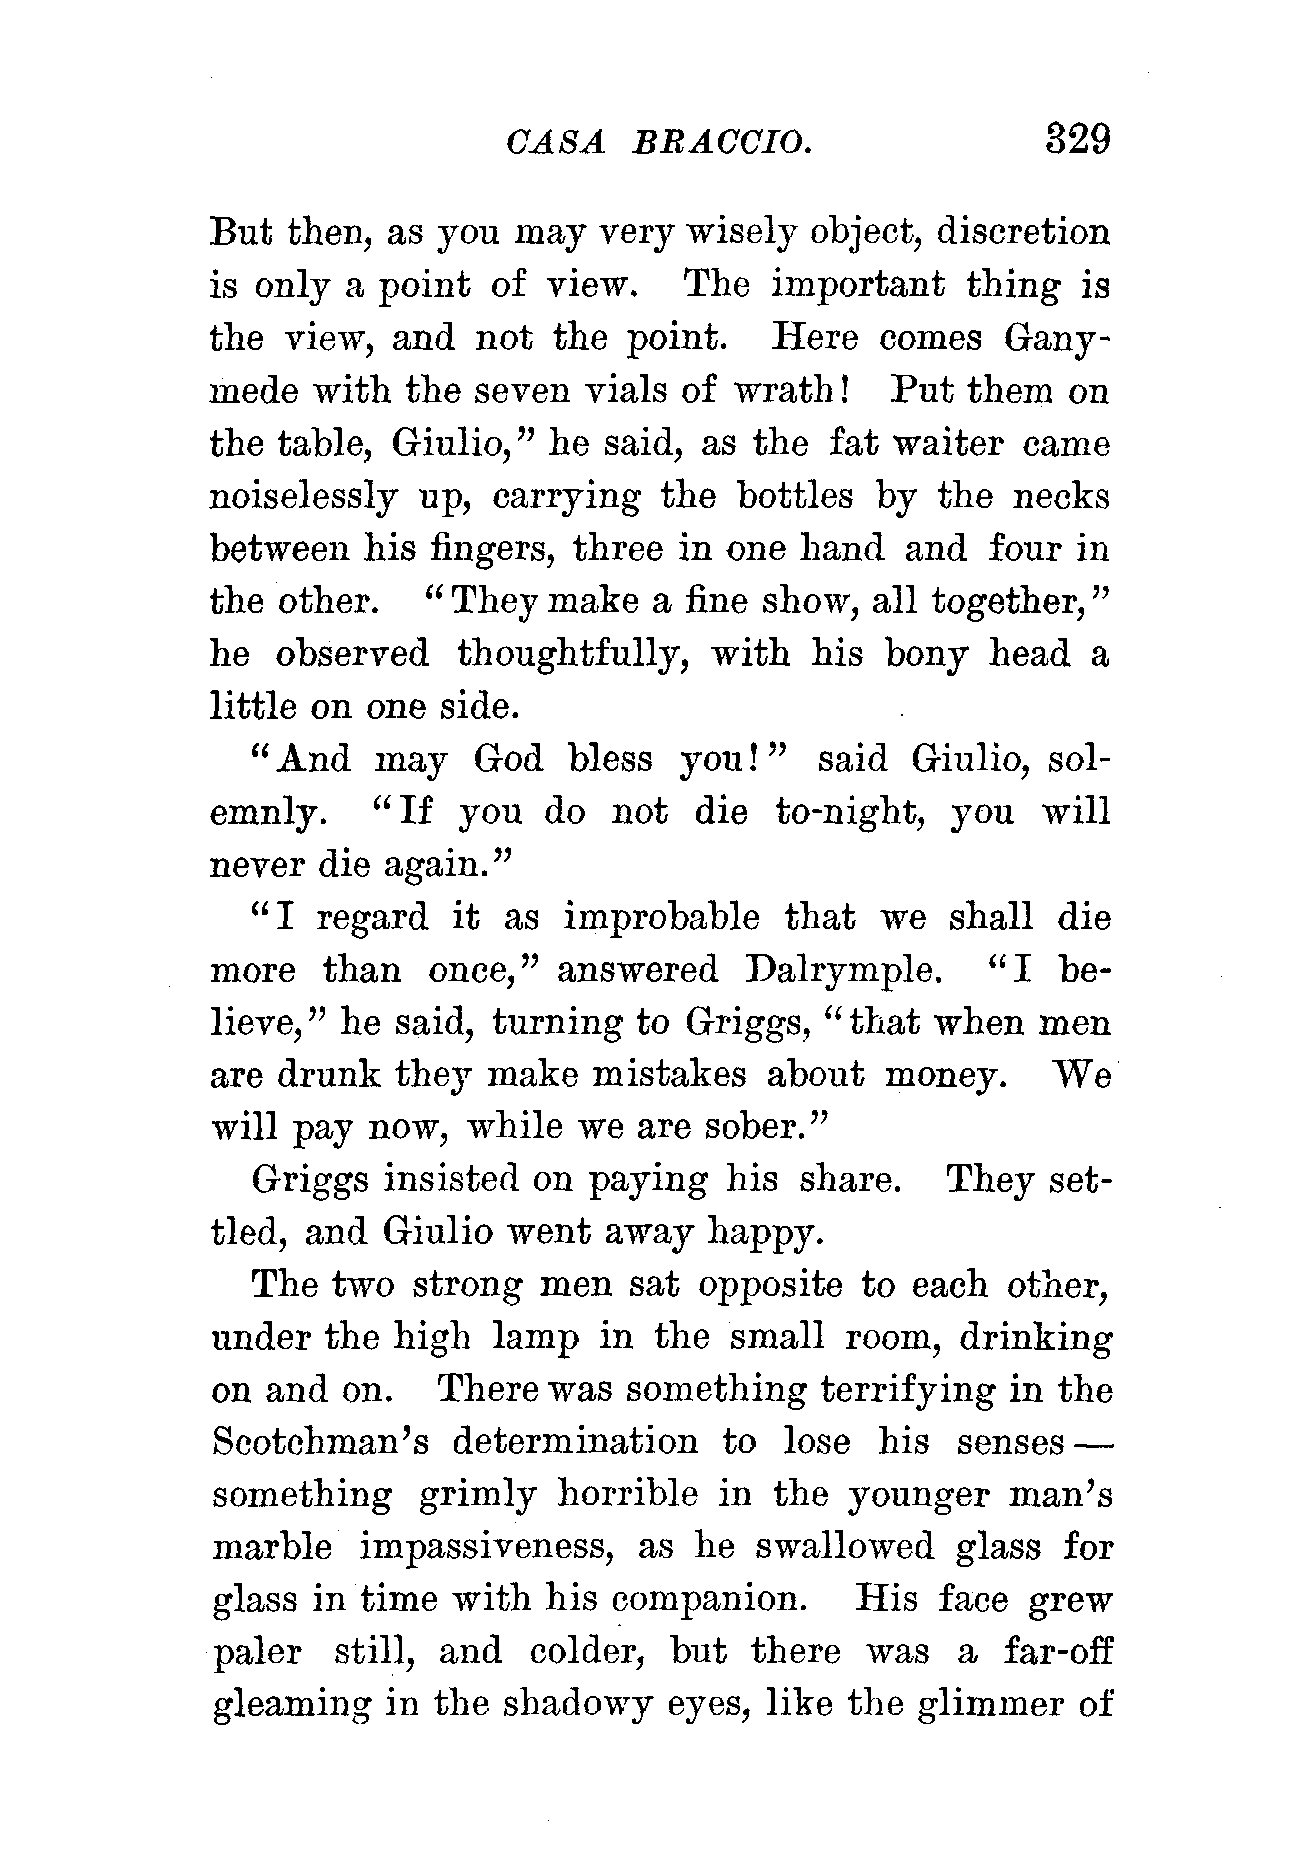 CASA BRACCIO. 329
But then, as you may very wisely object, discretion
is only a point of view. The important thing is
the view, and not the point. Here comes Gany-
mede with the seven vials of wrath! Put them on
the table, Giulio," he said, as the fat waiter came
noiselessly up, carrying the bottles by the necks
between his fingers, three in one hand and four in
the other. "They make a fine show, all together,"
he observed thoughtfully, with his bony head a
little on one side.
"And may God bless you!" said Giulio, sol-
emnly. "If you do not die to-night, you will
never die again."
"I regard it as improbable that we shall die
more than once," answered Dalrymple. "I be-
lieve," he said, turning to Griggs, "that when men
are drunk they make mistakes about money. We
will pay now, while we are sober."
Griggs insisted on paying his share. They set-
tled, and Giulio went away happy.
The two strong men sat opposite to each other,
under the high lamp in the small room, drinking
on and on. There was something terrifying in the
Scotchman's determination to lose his senses —
something grimly horrible in the younger man's
marble impassiveness, as he swallowed glass for
glass in time with his companion. His face grew
paler still, and colder, but there was a far-off
gleaming in the shadowy eyes, like the glimmer of